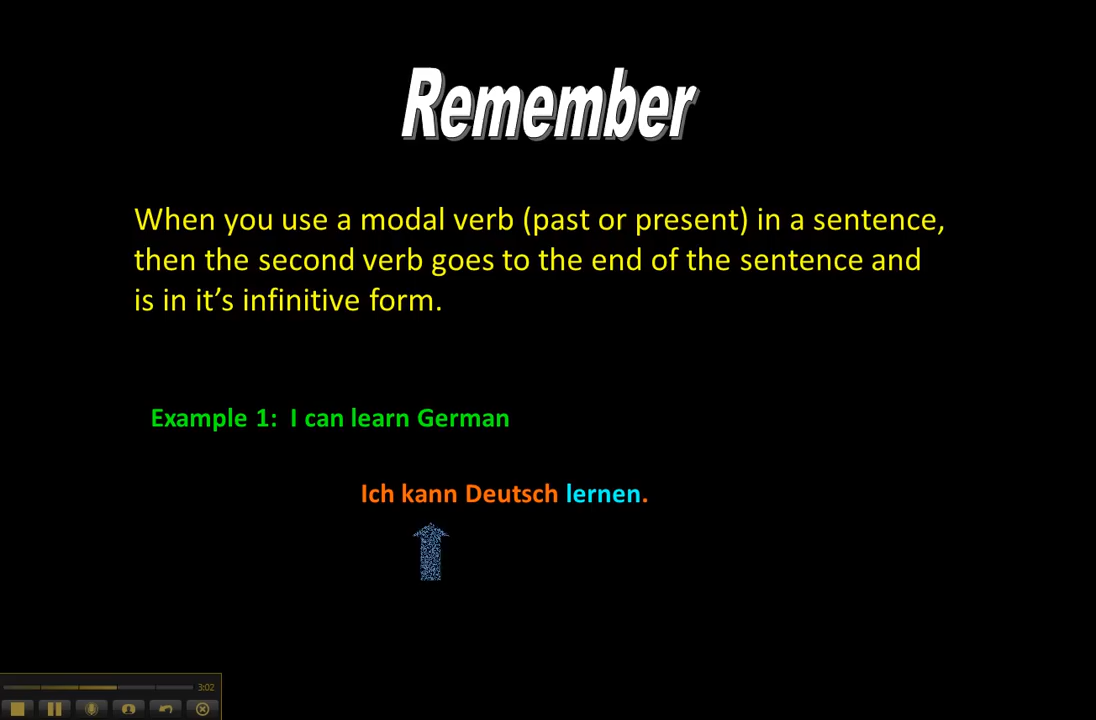 Remember
When you use a modal verb (past or present) in a sentence,
then the second verb goes to the end of the sentence and
is in it’s infinitive form.
Example 1: I can learn German
Ich kann Deutsch lernen.
3:02